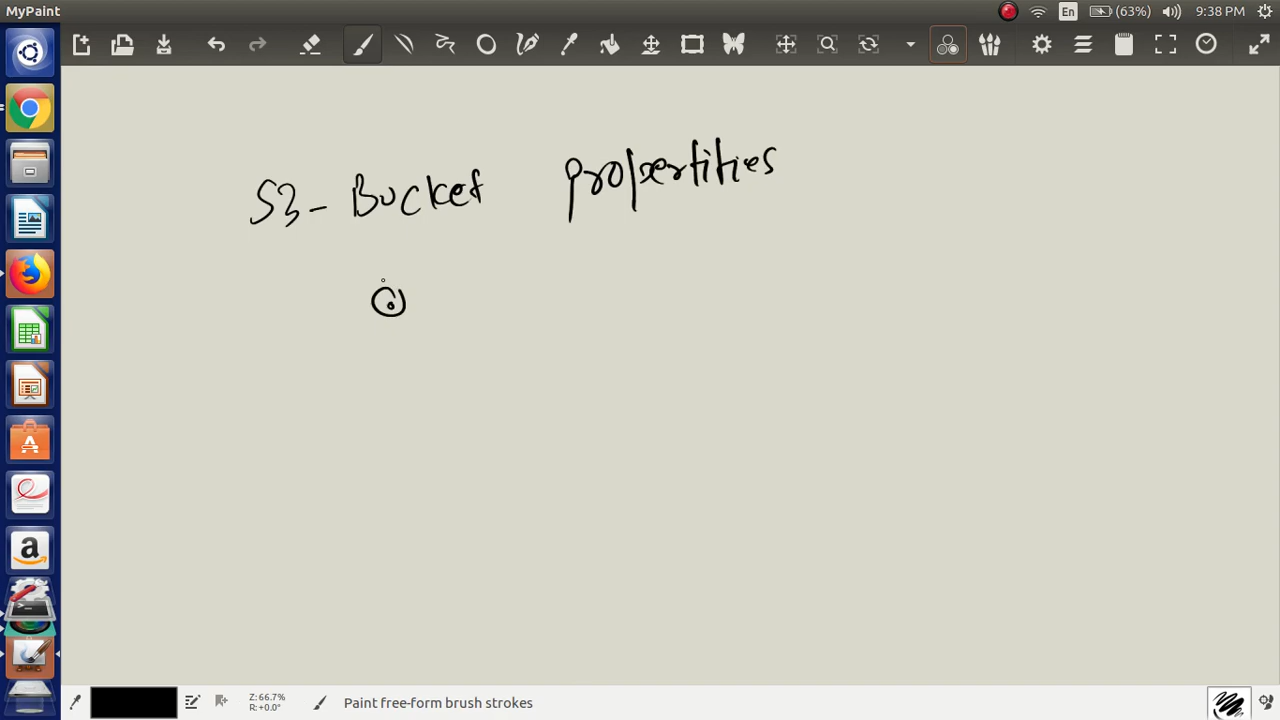 MyPaint
En
(63%)
9:38 PM
S3 - Bucket propertities
Z: 66.7%
R: +0.0°
Paint free-form brush strokes